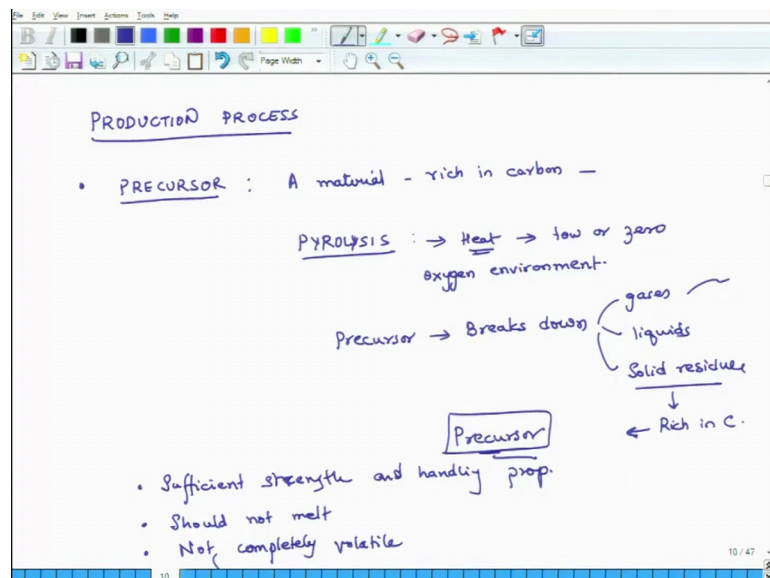 File Edit View Insert Actions Tools Help
B I
Page Width
PRODUCTION PROCESS
• PRECURSOR : A material - rich in carbon -
PYROLYSIS : → Heat → low or zero
oxygen environment.
gases
Precursor → Breaks down
liquids
Solid residue
↓
← Rich in C.
Precursor
• Sufficient strength and handling prop.
• Should not melt
• Not completely volatile
10 / 47
10